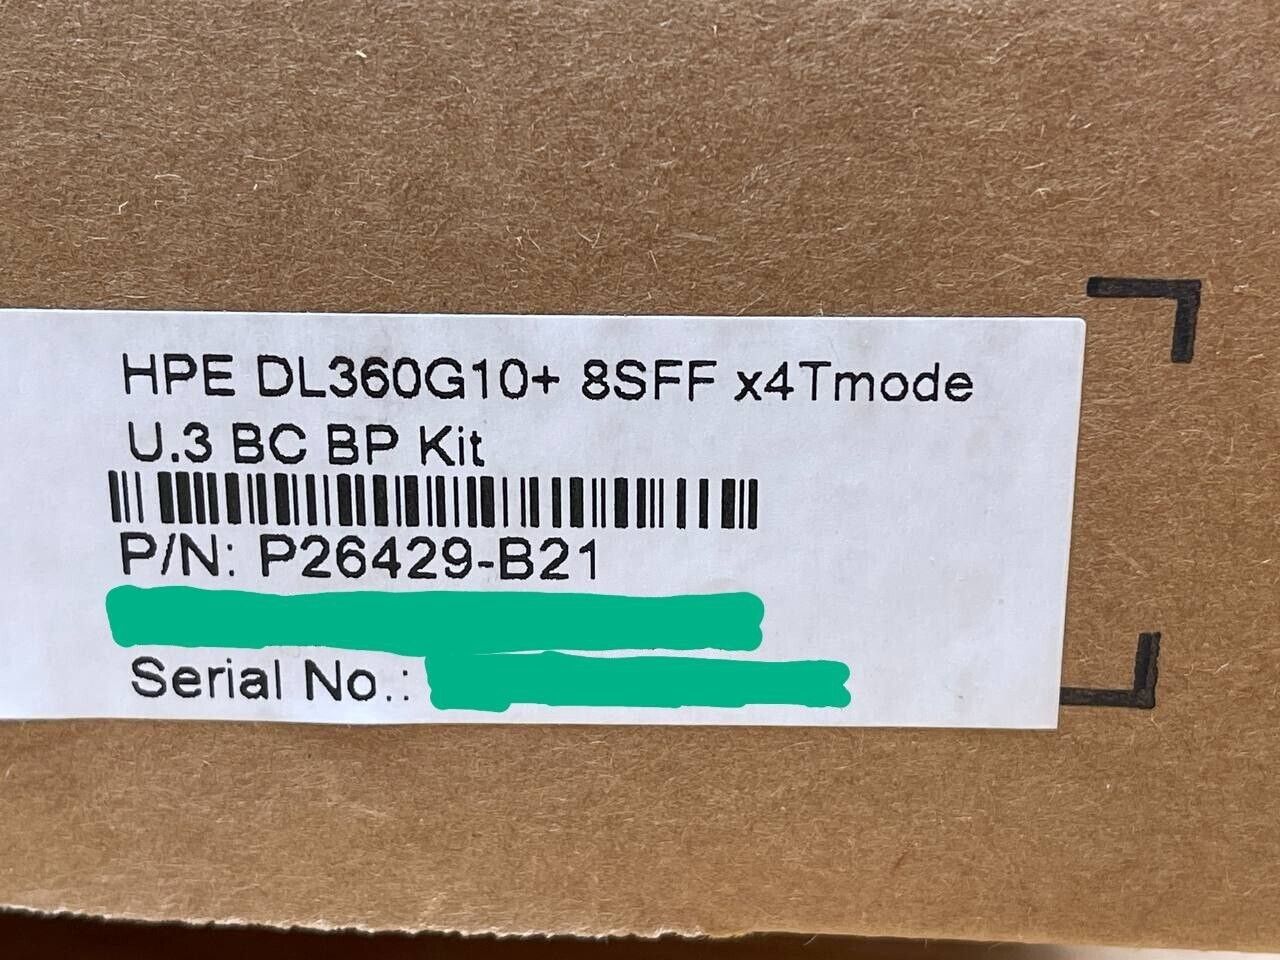 HPE DL360G10+ 8SFF x4Tmode
U.3 BC BP Kit
P/N: P26429-B21
Serial No.: